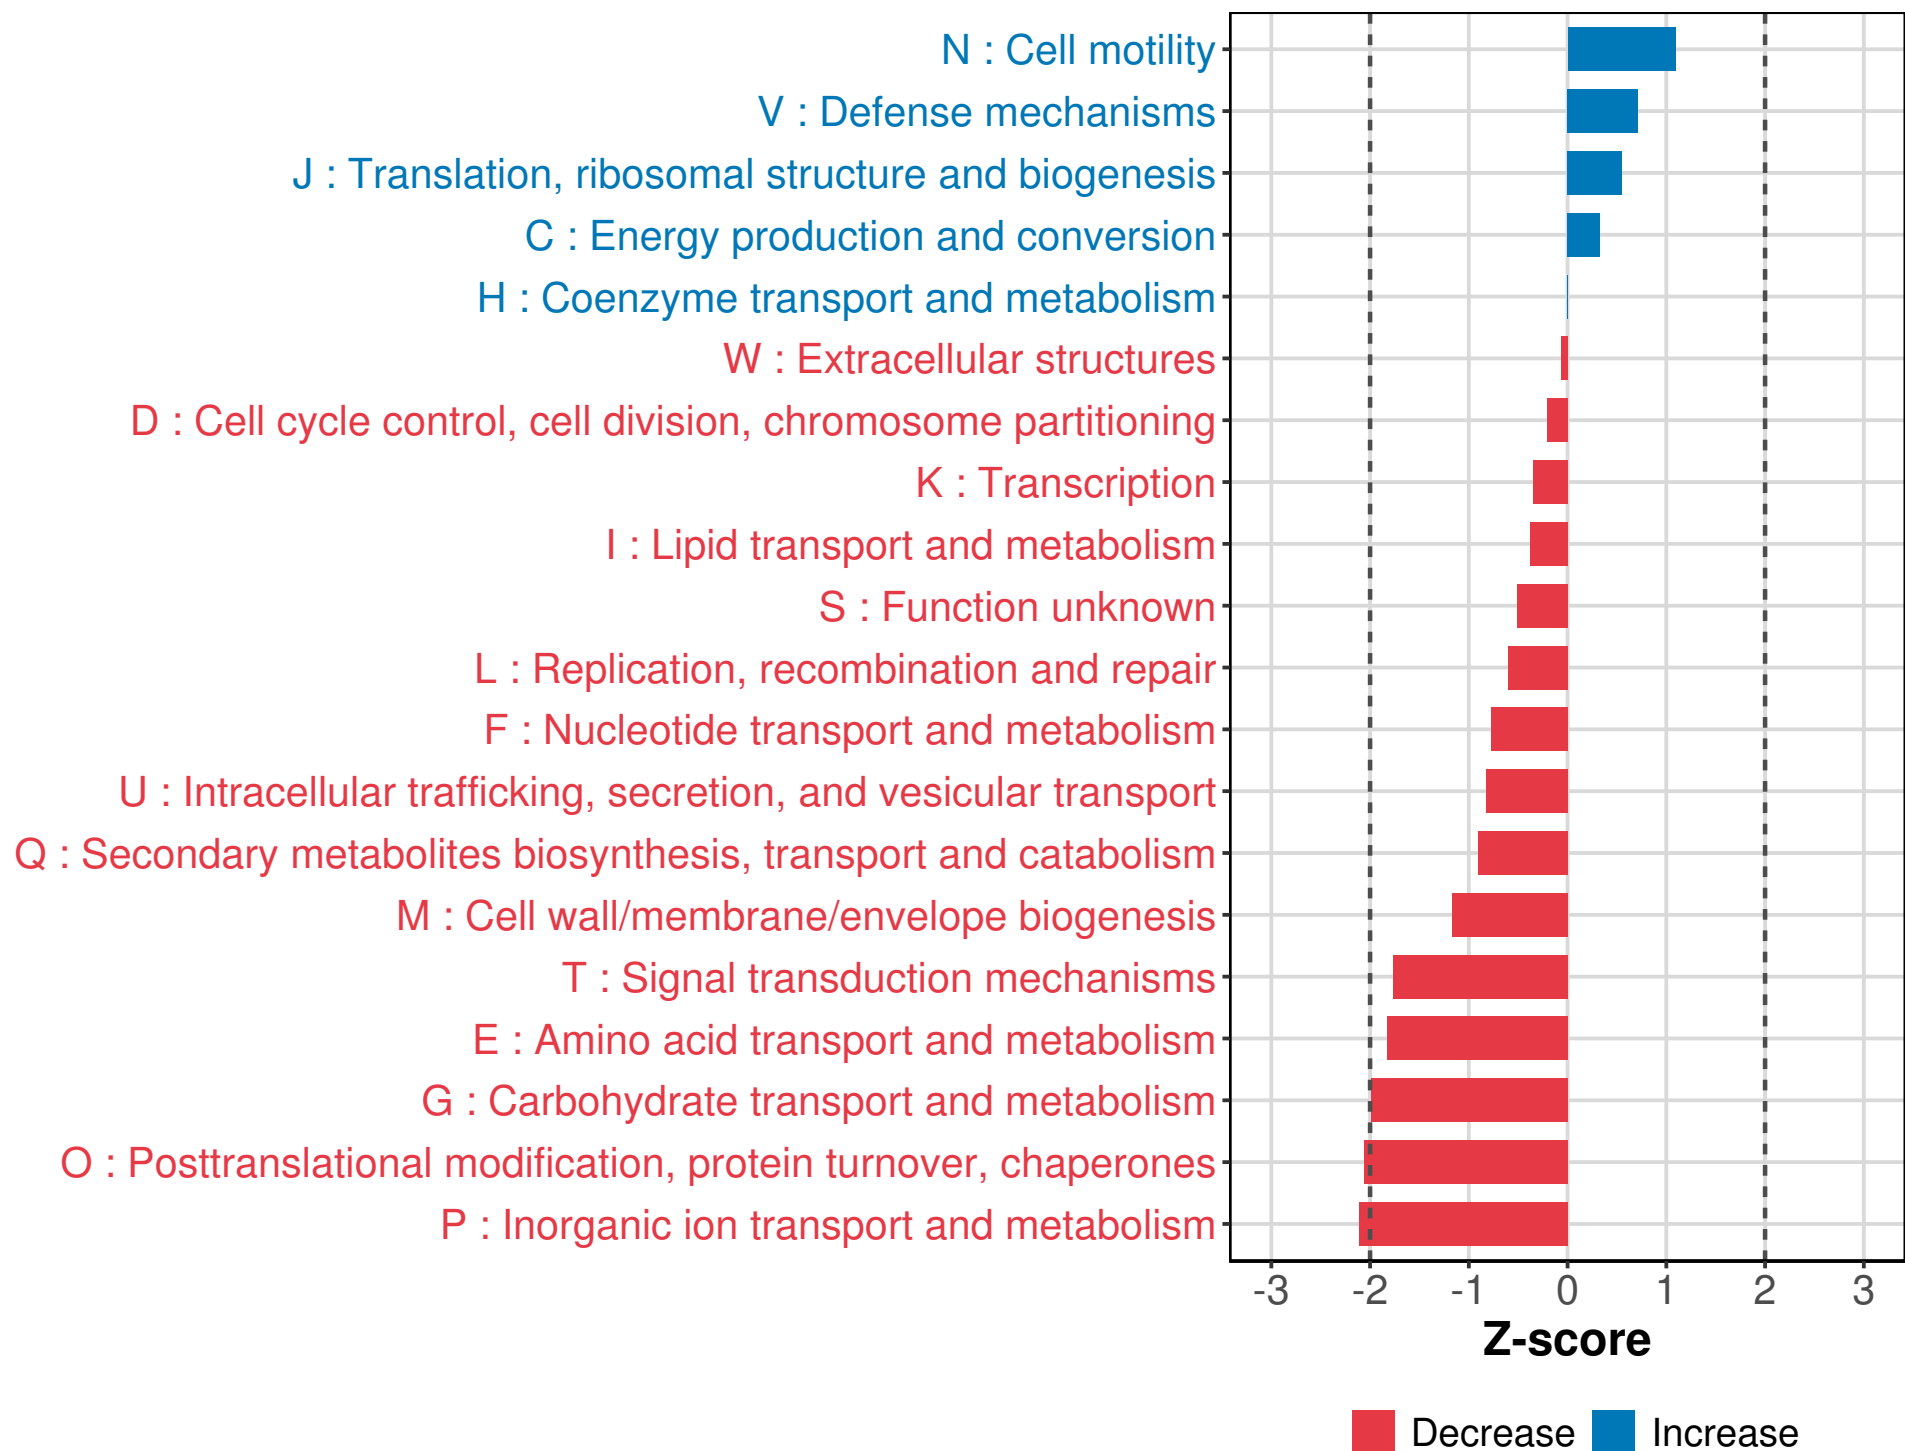 N : Cell motility
V : Defense mechanisms
J : Translation, ribosomal structure and biogenesis
C : Energy production and conversion
H : Coenzyme transport and metabolism
W : Extracellular structures
D : Cell cycle control, cell division, chromosome partitioning
K : Transcription
I : Lipid transport and metabolism
S : Function unknown
L : Replication, recombination and repair
F : Nucleotide transport and metabolism
U : Intracellular trafficking, secretion, and vesicular transport
Q : Secondary metabolites biosynthesis, transport and catabolism
M : Cell wall/membrane/envelope biogenesis
T : Signal transduction mechanisms
E : Amino acid transport and metabolism
G : Carbohydrate transport and metabolism
O : Posttranslational modification, protein turnover, chaperones
P : Inorganic ion transport and metabolism
-3 -2 -1 0 1 2 3
Z-score
Decrease Increase